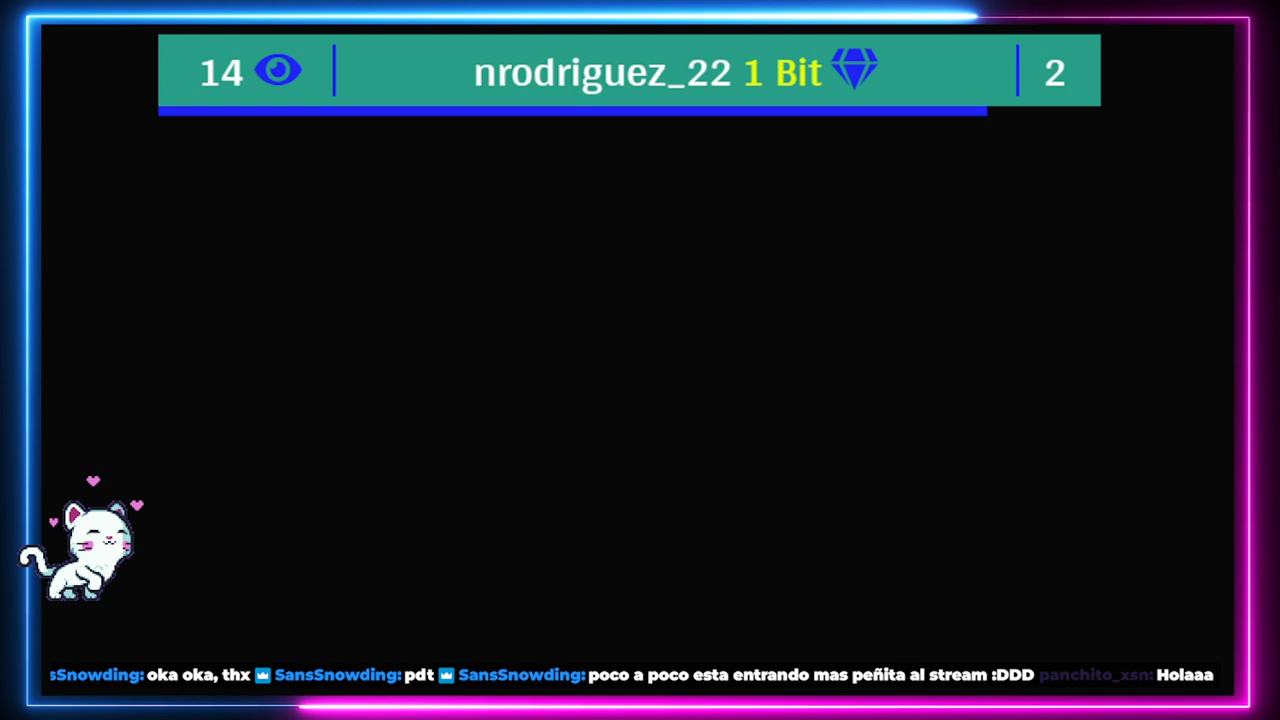 14 nrodriguez_22 1 Bit 2
sSnowding: oka oka, thx SansSnowding: pdt SansSnowding: poco a poco esta entrando mas peñita al stream :DDD panchito_xsn: Holaaa